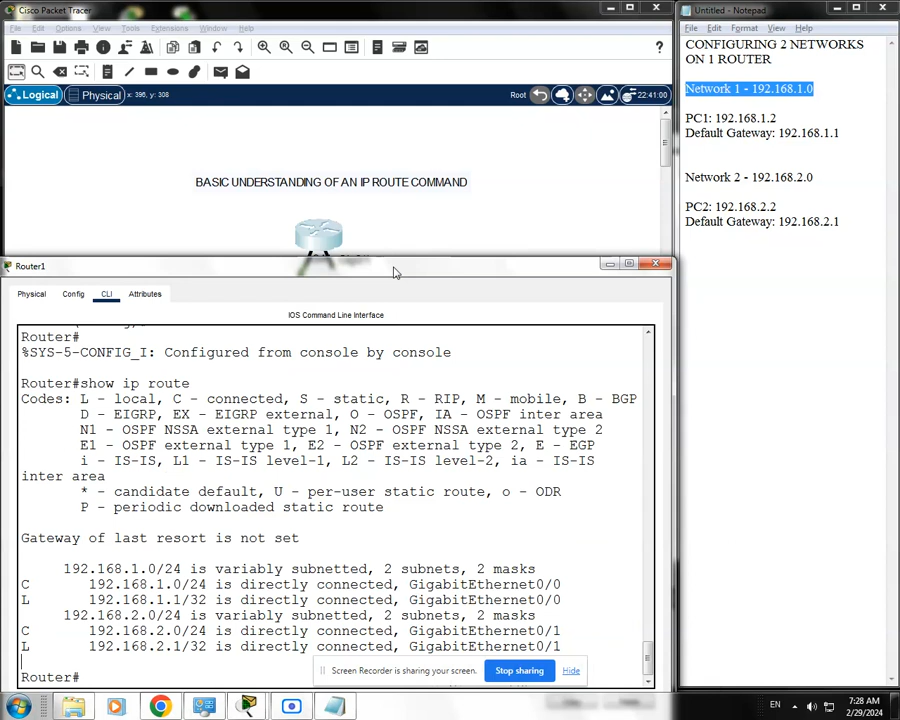 Cisco Packet Tracer
File Edit Options View Tools Extensions Window Help
?
Logical
Physical
x: 396, y: 308
Root
22:41:00
BASIC UNDERSTANDING OF AN IP ROUTE COMMAND
Router1
Physical Config CLI Attributes
IOS Command Line Interface
Router#
%SYS-5-CONFIG_I: Configured from console by console
Router#show ip route
Codes: L - local, C - connected, S - static, R - RIP, M - mobile, B - BGP
D - EIGRP, EX - EIGRP external, O - OSPF, IA - OSPF inter area
N1 - OSPF NSSA external type 1, N2 - OSPF NSSA external type 2
E1 - OSPF external type 1, E2 - OSPF external type 2, E - EGP
i - IS-IS, L1 - IS-IS level-1, L2 - IS-IS level-2, ia - IS-IS
inter area
* - candidate default, U - per-user static route, o - ODR
P - periodic downloaded static route
Gateway of last resort is not set
192.168.1.0/24 is variably subnetted, 2 subnets, 2 masks
C 192.168.1.0/24 is directly connected, GigabitEthernet0/0
L 192.168.1.1/32 is directly connected, GigabitEthernet0/0
192.168.2.0/24 is variably subnetted, 2 subnets, 2 masks
C 192.168.2.0/24 is directly connected, GigabitEthernet0/1
L 192.168.2.1/32 is directly connected, GigabitEthernet0/1
Router#
Screen Recorder is sharing your screen.
Stop sharing
Hide
Untitled - Notepad
File Edit Format View Help
CONFIGURING 2 NETWORKS
ON 1 ROUTER
Network 1 - 192.168.1.0
PC1: 192.168.1.2
Default Gateway: 192.168.1.1
Network 2 - 192.168.2.0
PC2: 192.168.2.2
Default Gateway: 192.168.2.1
EN
7:28 AM
2/29/2024